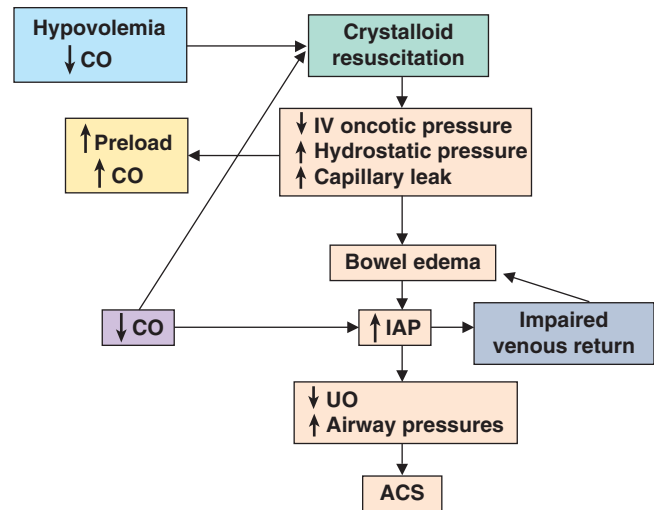 Hypovolemia
↓ CO
Crystalloid
resuscitation
↓ IV oncotic pressure
↑ Hydrostatic pressure
↑ Capillary leak
↑ Preload
↑ CO
Bowel edema
↓ CO
↑ IAP
Impaired
venous return
↓ UO
↑ Airway pressures
ACS